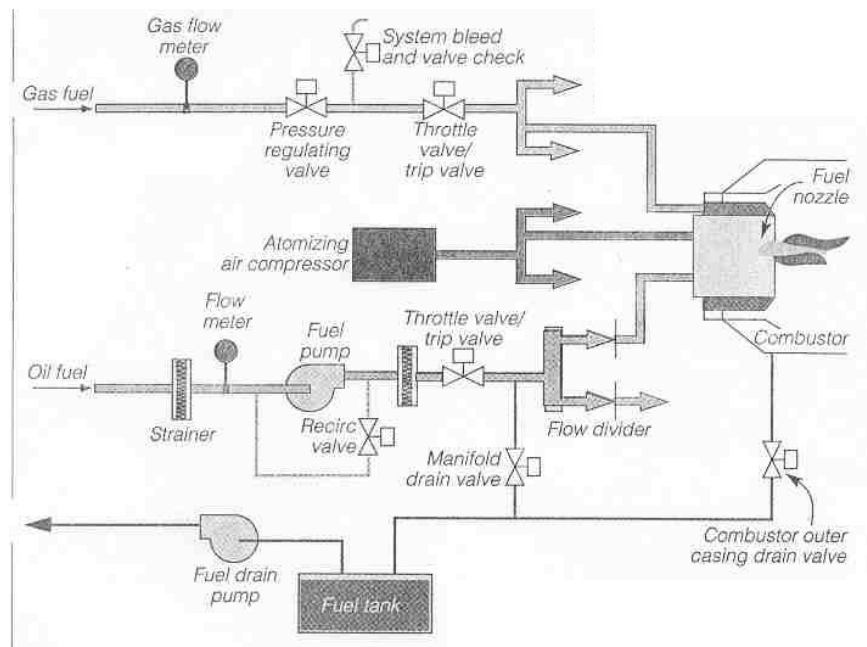 Gas flow
meter
System bleed
and valve check
Gas fuel
Pressure
regulating
valve
Throttle
valve/
trip valve
Fuel
nozzle
Atomizing
air compressor
Flow
meter
Fuel
pump
Throttle valve/
trip valve
Combustor
Oil fuel
Strainer
Recirc
valve
Flow divider
Manifold
drain valve
Combustor outer
casing drain valve
Fuel drain
pump
Fuel tank